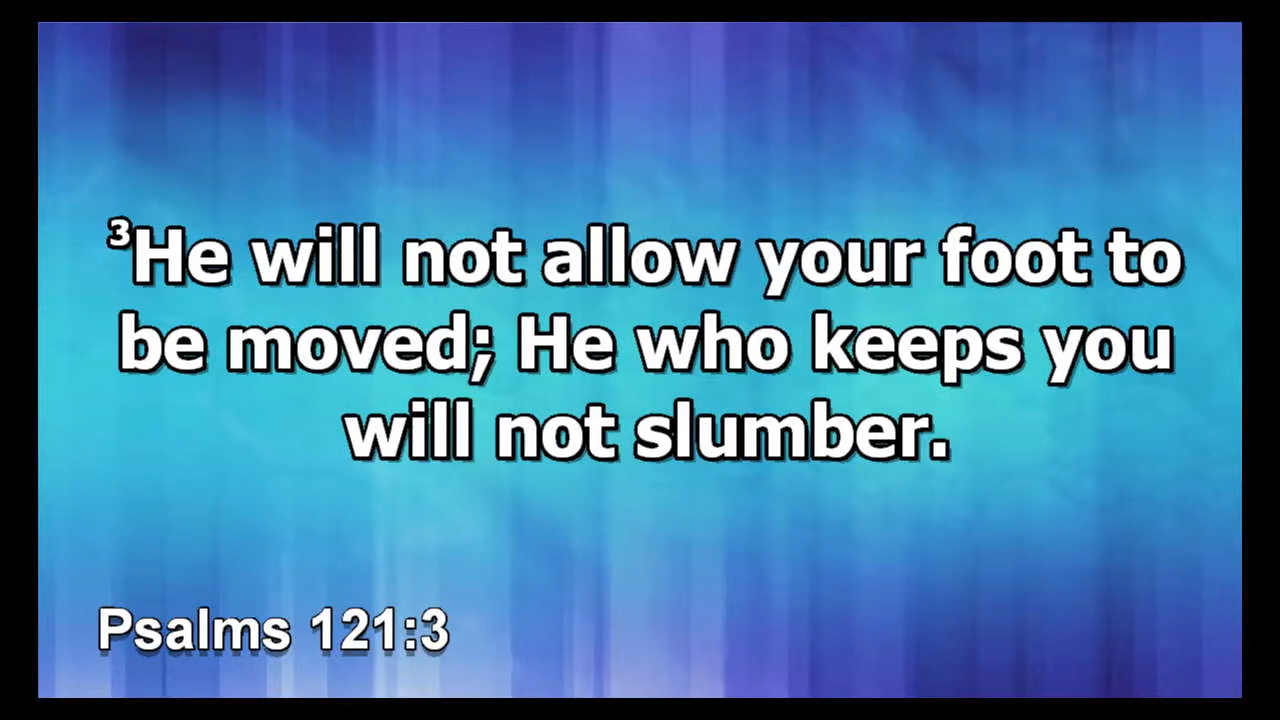 ³He will not allow your foot to
be moved; He who keeps you
will not slumber.
Psalms 121:3